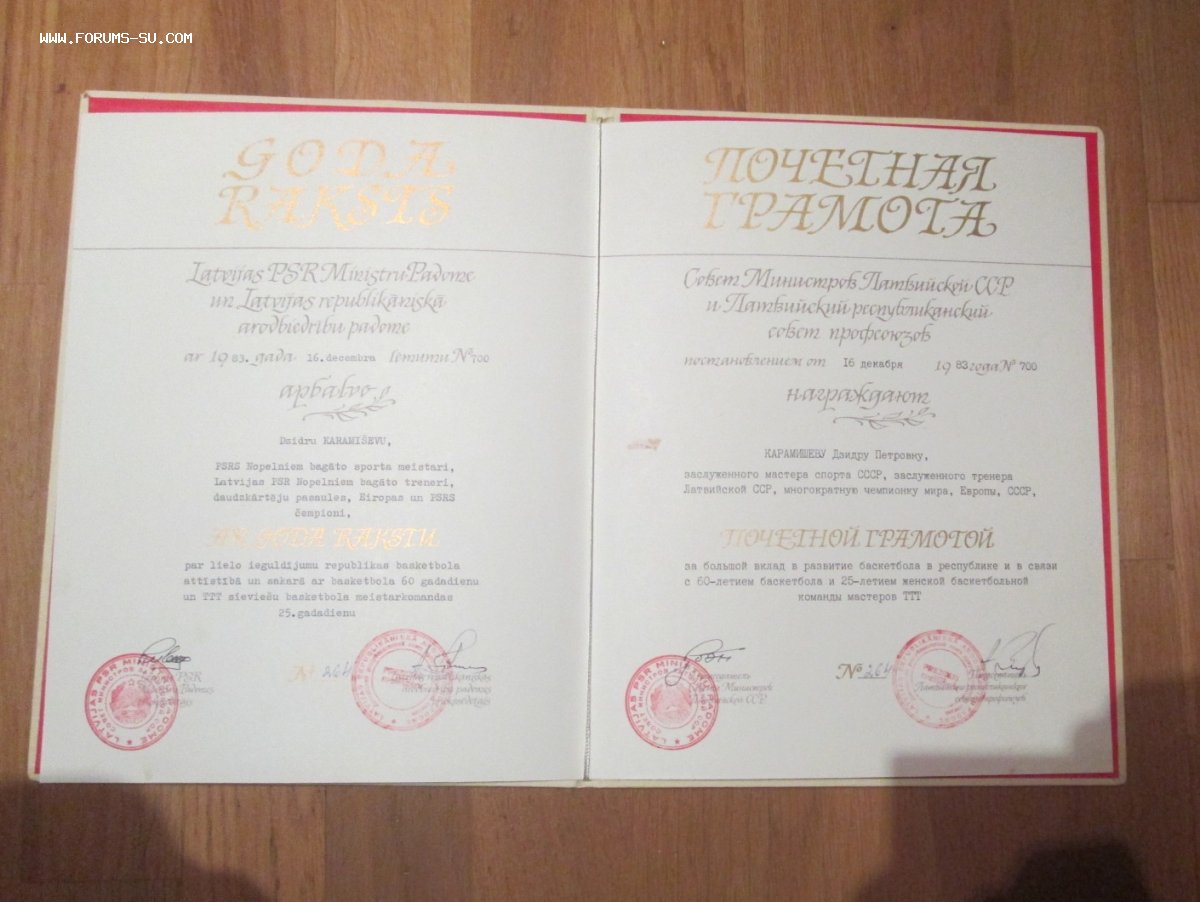 WWW.FORUMS-SU.COM
GODA
RAKSTS
Latvijas PSR Ministru Padome
un Latvijas republikāniskā
arodbiedrību padome
ar 1983. gada 16.decembra lēmumu №700
apbalvo
Dzidru KARAMIŠEVU,
PSRS Nopelniem bagāto sporta meistari,
Latvijas PSR Nopelniem bagāto treneri,
daudzkārtēju pasaules, Eiropas un PSRS
čempioni,
AR GODA RAKSTU
par lielo ieguldījumu republikas basketbola
attīstībā un sakarā ar basketbola 60 gadadienu
un TTT sieviešu basketbola meistarkomandas
25.gadadienu
№ 264
ПОЧЕТНАЯ
ГРАМОТА
Совет Министров Латвийской ССР
и Латвийский республиканский
совет профсоюзов
постановлением от 16 декабря 1983 года № 700
награждают
КАРАМИШЕВУ Дзидру Петровну,
заслуженного мастера спорта СССР, заслуженного тренера
Латвийской ССР, многократную чемпионку мира, Европы, СССР,
ПОЧЕТНОЙ ГРАМОТОЙ
за большой вклад в развитие баскетбола в республике и в связи
с 60-летием баскетбола и 25-летием женской баскетбольной
команды мастеров ТТТ
№ 264